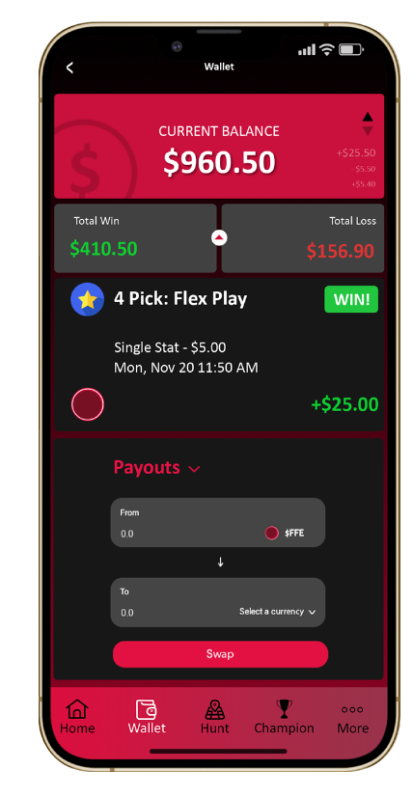 Wallet
CURRENT BALANCE
$960.50
+$25.50
-$5.50
+$5.40
Total Win
Total Loss
$410.50
$156.90
4 Pick: Flex Play
WIN!
Single Stat - $5.00
Mon, Nov 20 11:50 AM
+$25.00
Payouts
From
0.0
$FFE
↓
To
0.0
Select a currency
Swap
Home
Wallet
Hunt
Champion
More